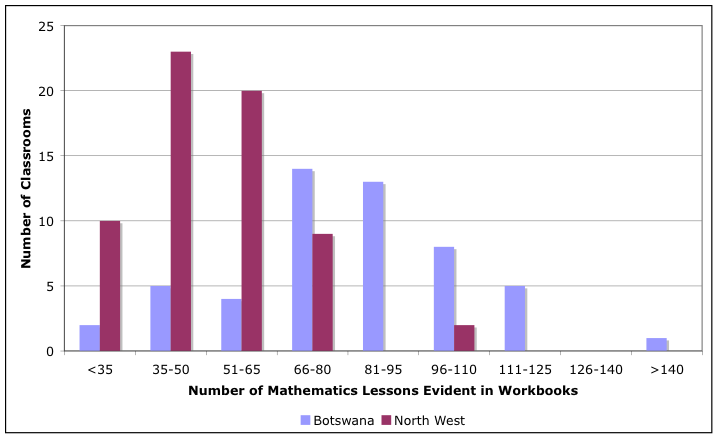 25
20
15
10
5
0
Number of Classrooms
<35 35-50 51-65 66-80 81-95 96-110 111-125 126-140 >140
Number of Mathematics Lessons Evident in Workbooks
Botswana North West